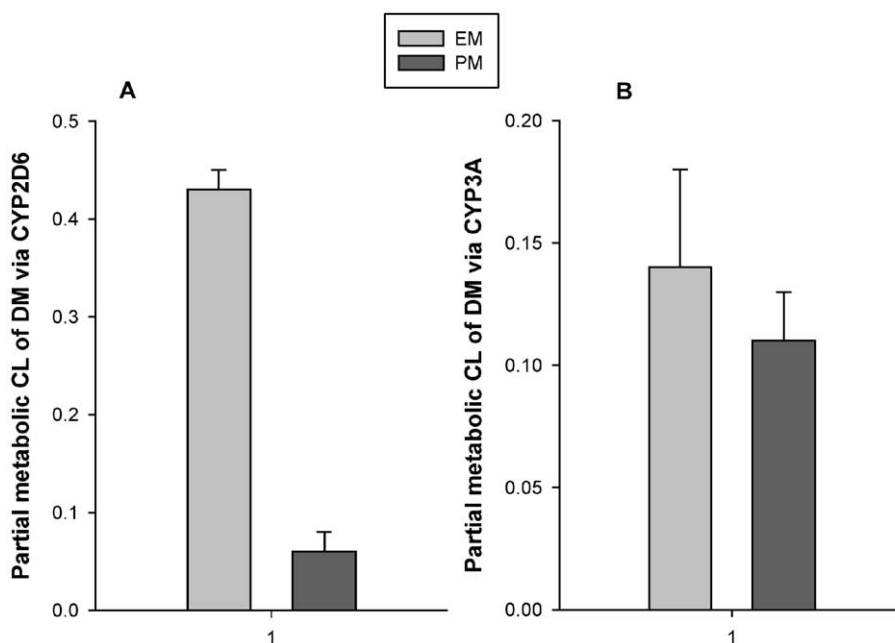 EM
PM
A
Partial metabolic CL of DM via CYP2D6
0.5
0.4
0.3
0.2
0.1
0.0
1
B
Partial metabolic CL of DM via CYP3A
0.20
0.15
0.10
0.05
0.00
1